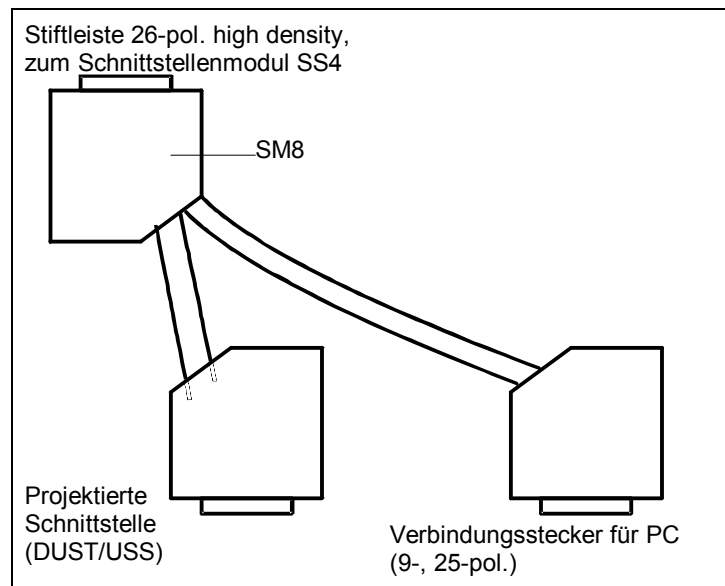 Stiftleiste 26-pol. high density,
zum Schnittstellenmodul SS4
SM8
Projektierte
Schnittstelle
(DUST/USS)
Verbindungsstecker für PC
(9-, 25-pol.)